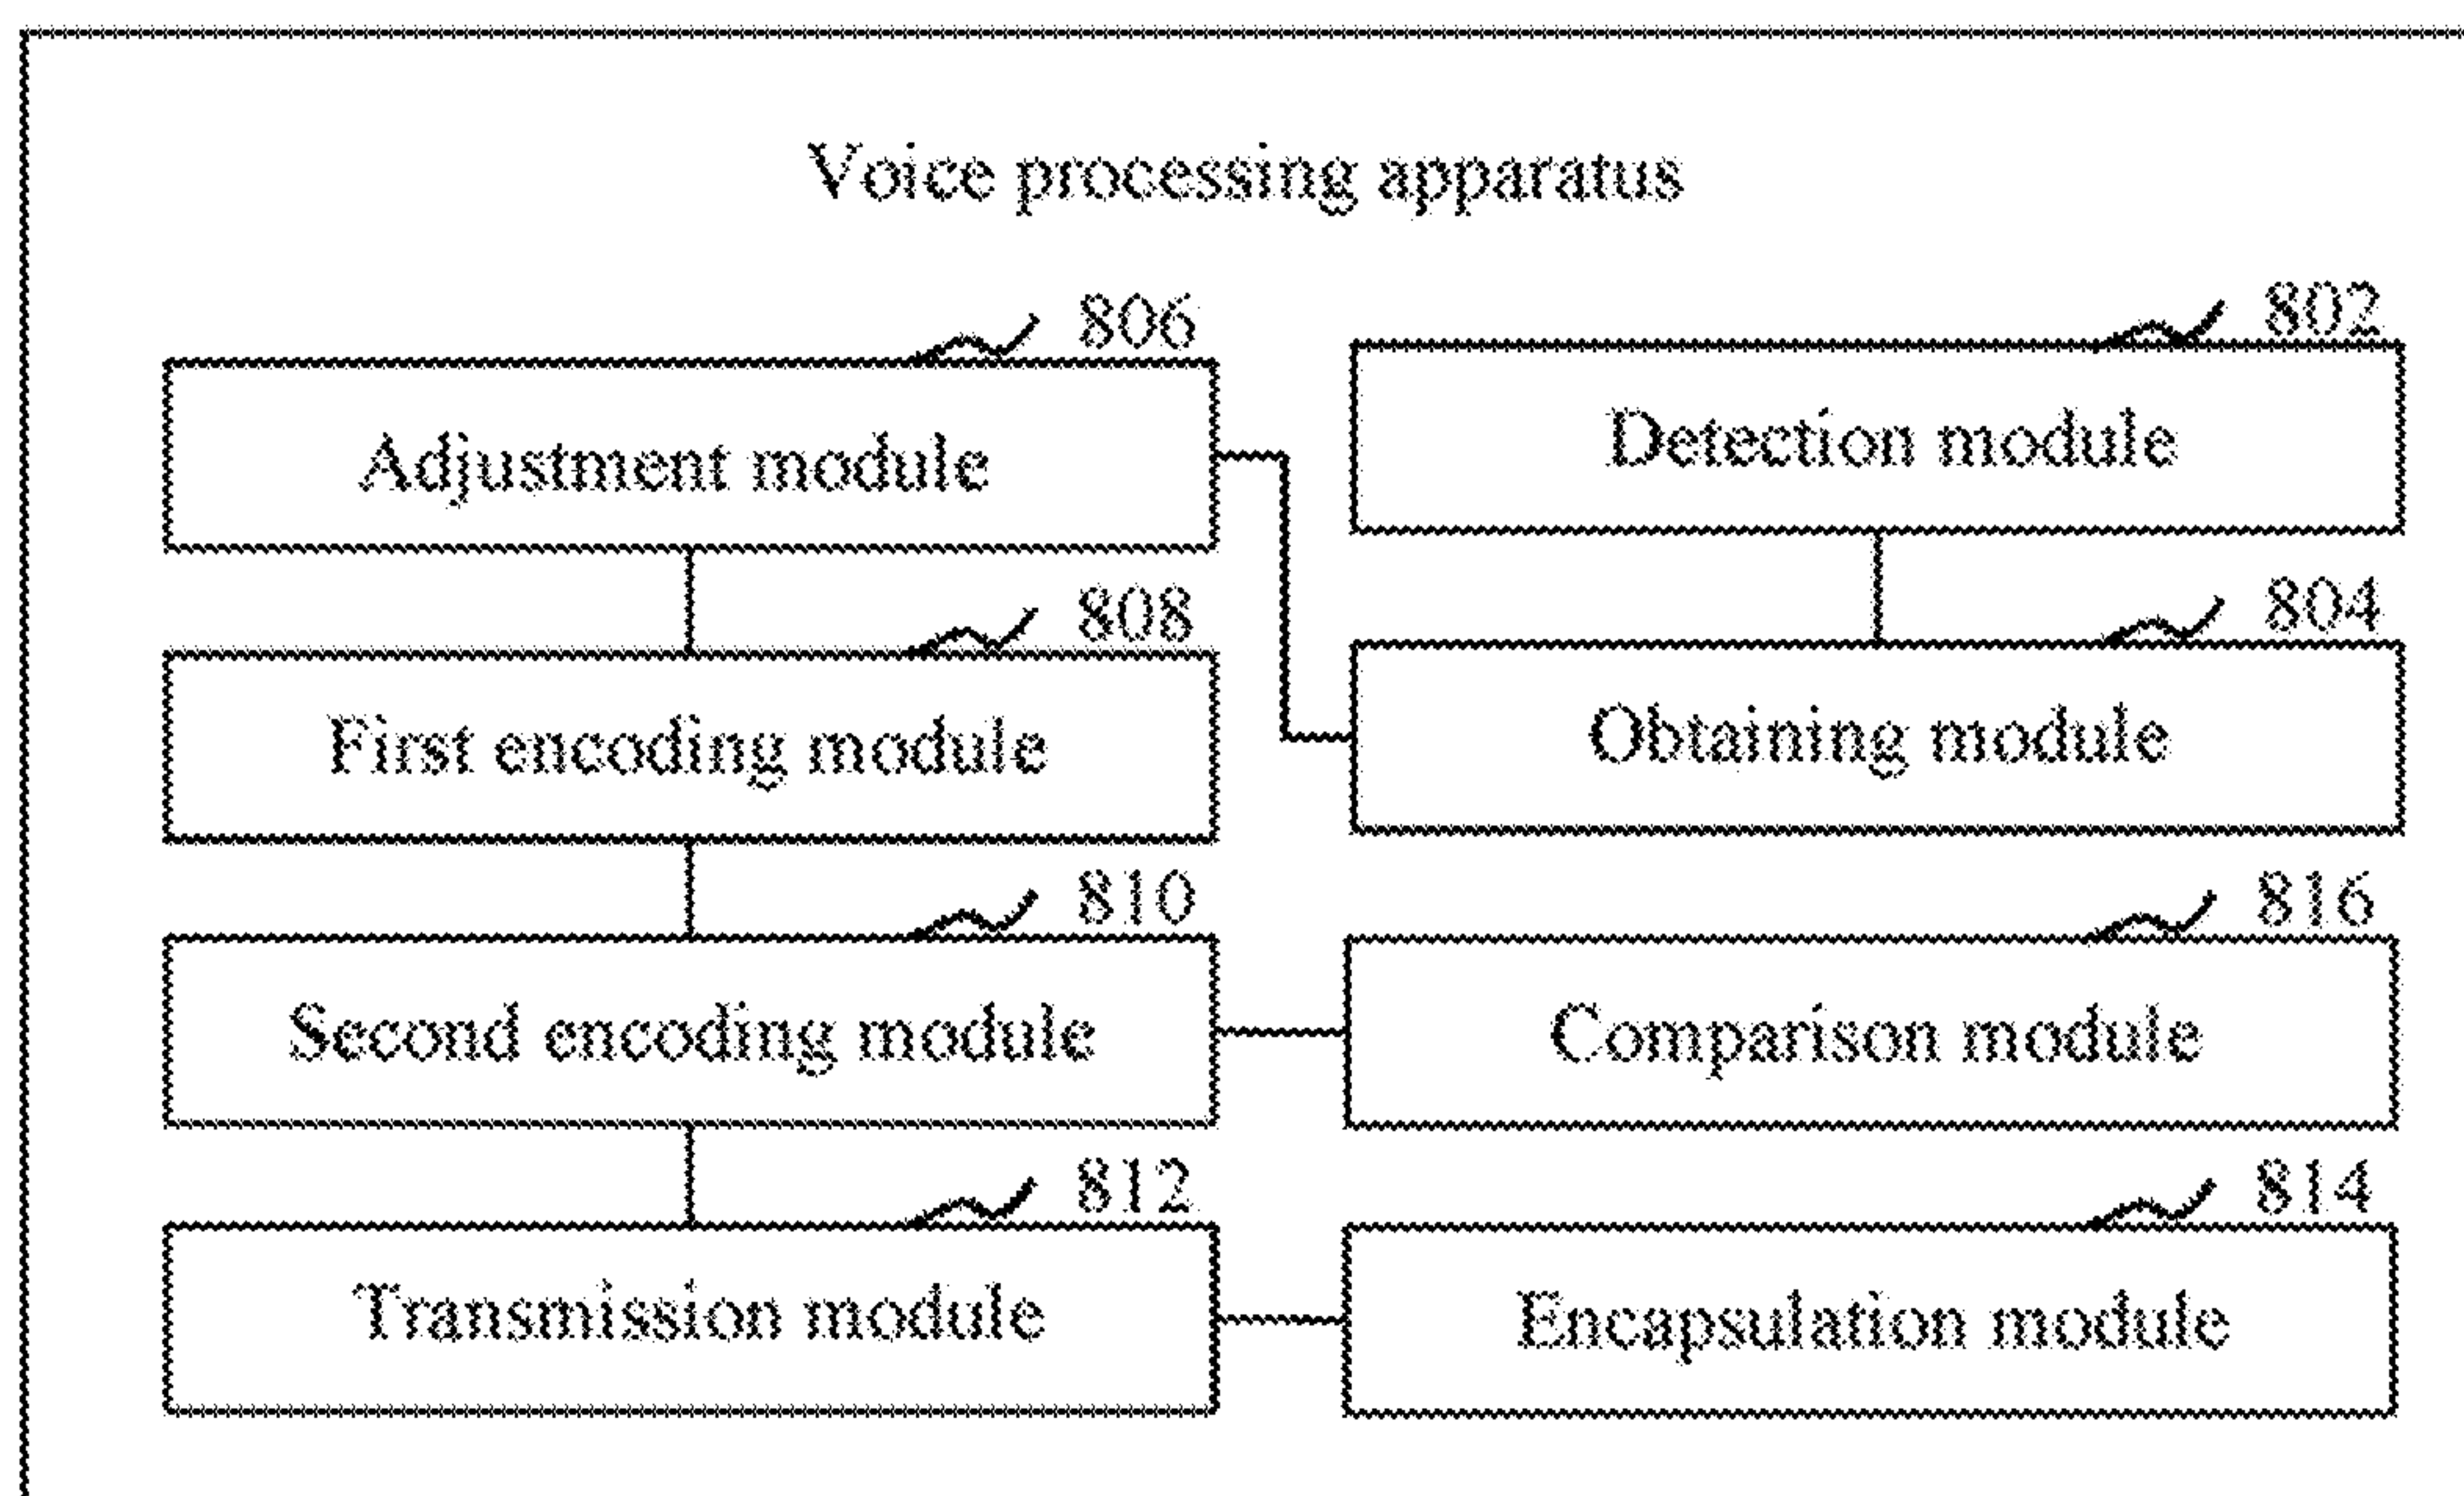 Voice processing apparatus
806
802
Adjustment module
Detection module
808
804
First encoding module
Obtaining module
810
816
Second encoding module
Comparison module
812
814
Transmission module
Encapsulation module